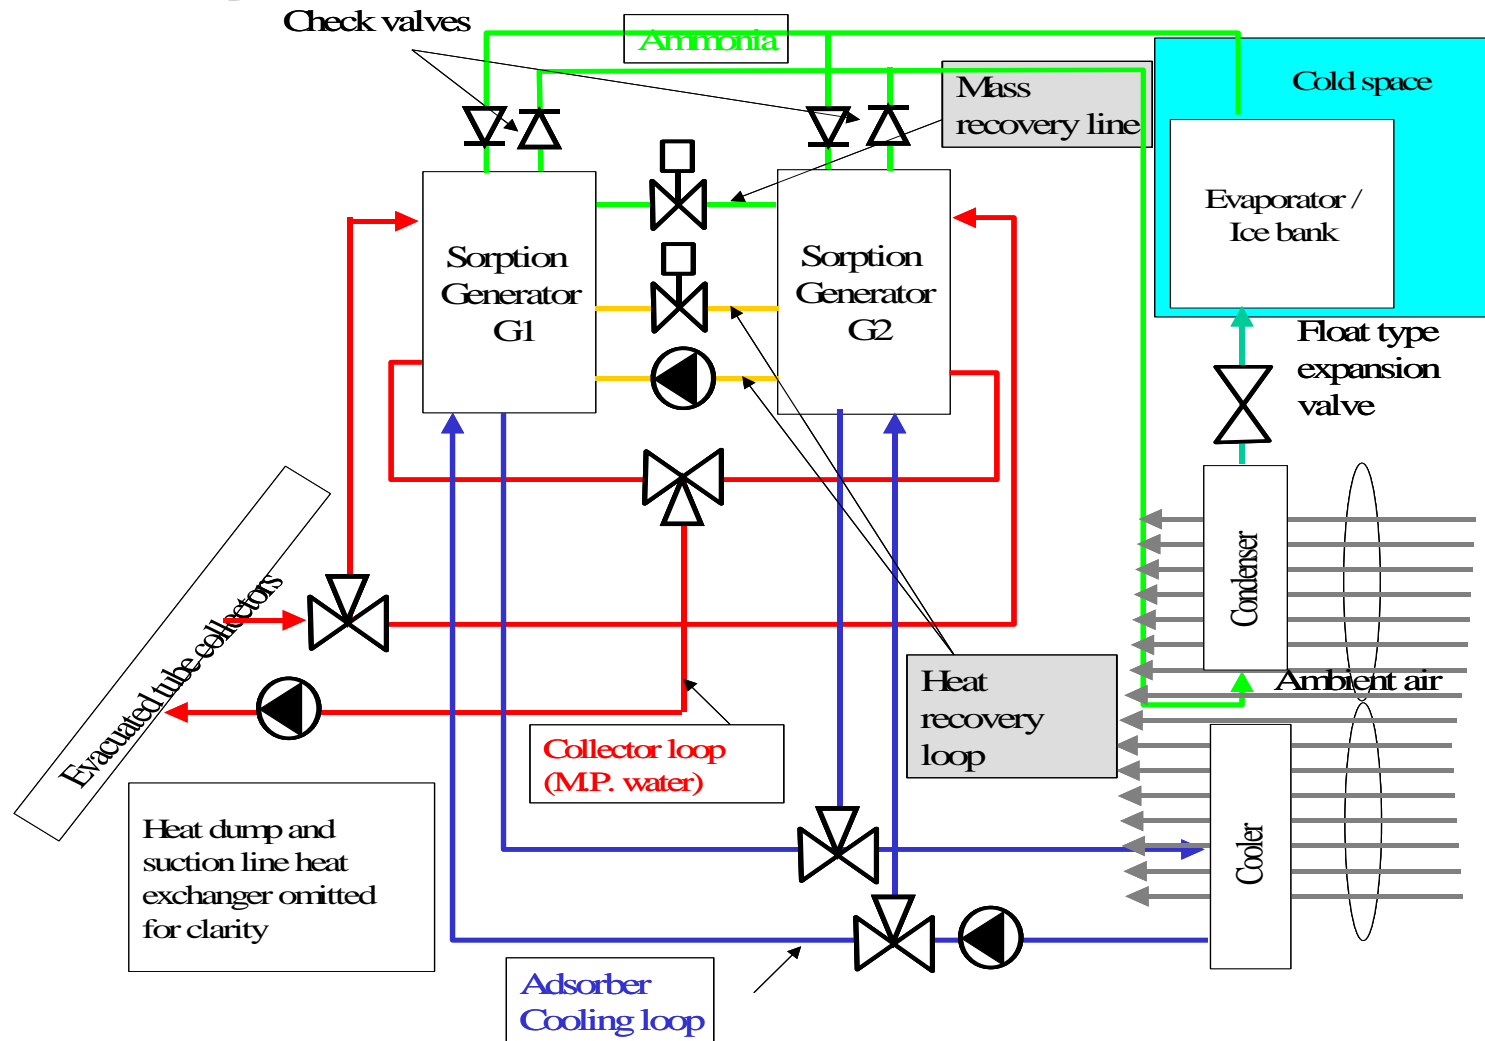 Check valves
Ammonia
Mass
recovery line
Cold space
Evaporator /
Ice bank
Sorption
Generator
G1
Sorption
Generator
G2
Float type
expansion
valve
Condenser
Ambient air
Evacuated tube collectors
Heat
recovery
loop
Collector loop
(M.P. water)
Cooler
Heat dump and
suction line heat
exchanger omitted
for clarity
Adsorber
Cooling loop